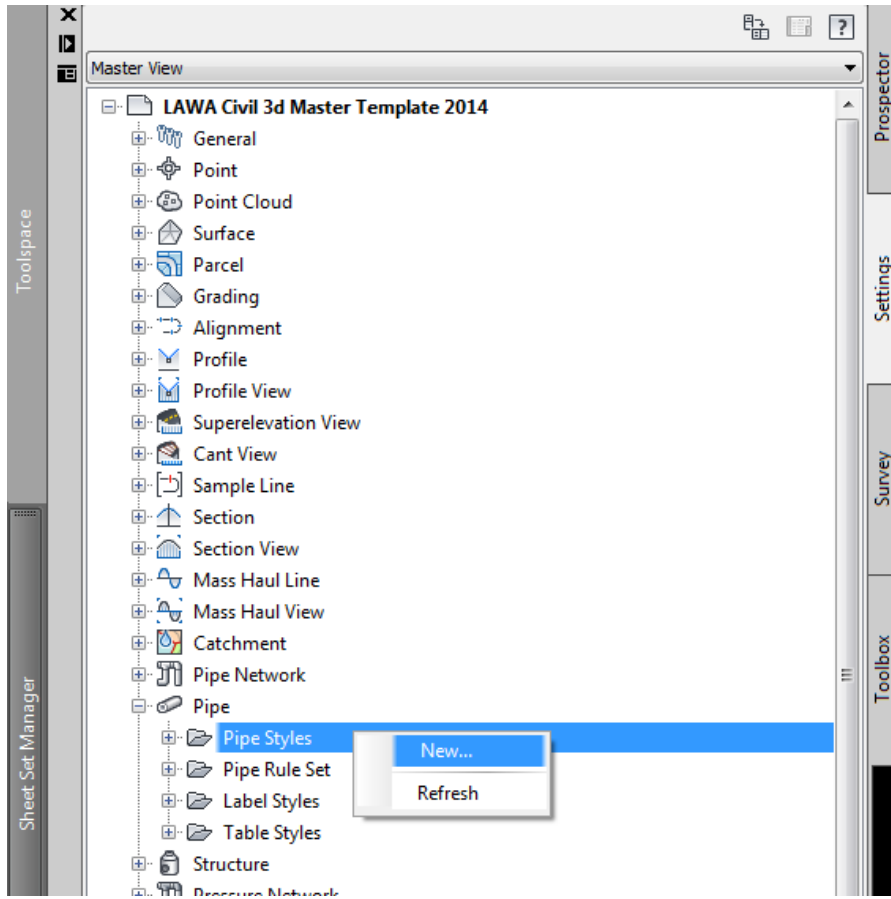 ?
Master View
LAWA Civil 3d Master Template 2014
General
Point
Point Cloud
Surface
Parcel
Grading
Alignment
Profile
Profile View
Superelevation View
Cant View
Sample Line
Section
Section View
Mass Haul Line
Mass Haul View
Catchment
Pipe Network
Pipe
Pipe Styles
New...
Pipe Rule Set
Refresh
Label Styles
Table Styles
Structure
Pressure Network
Toolspace
Sheet Set Manager
Prospector
Settings
Survey
Toolbox